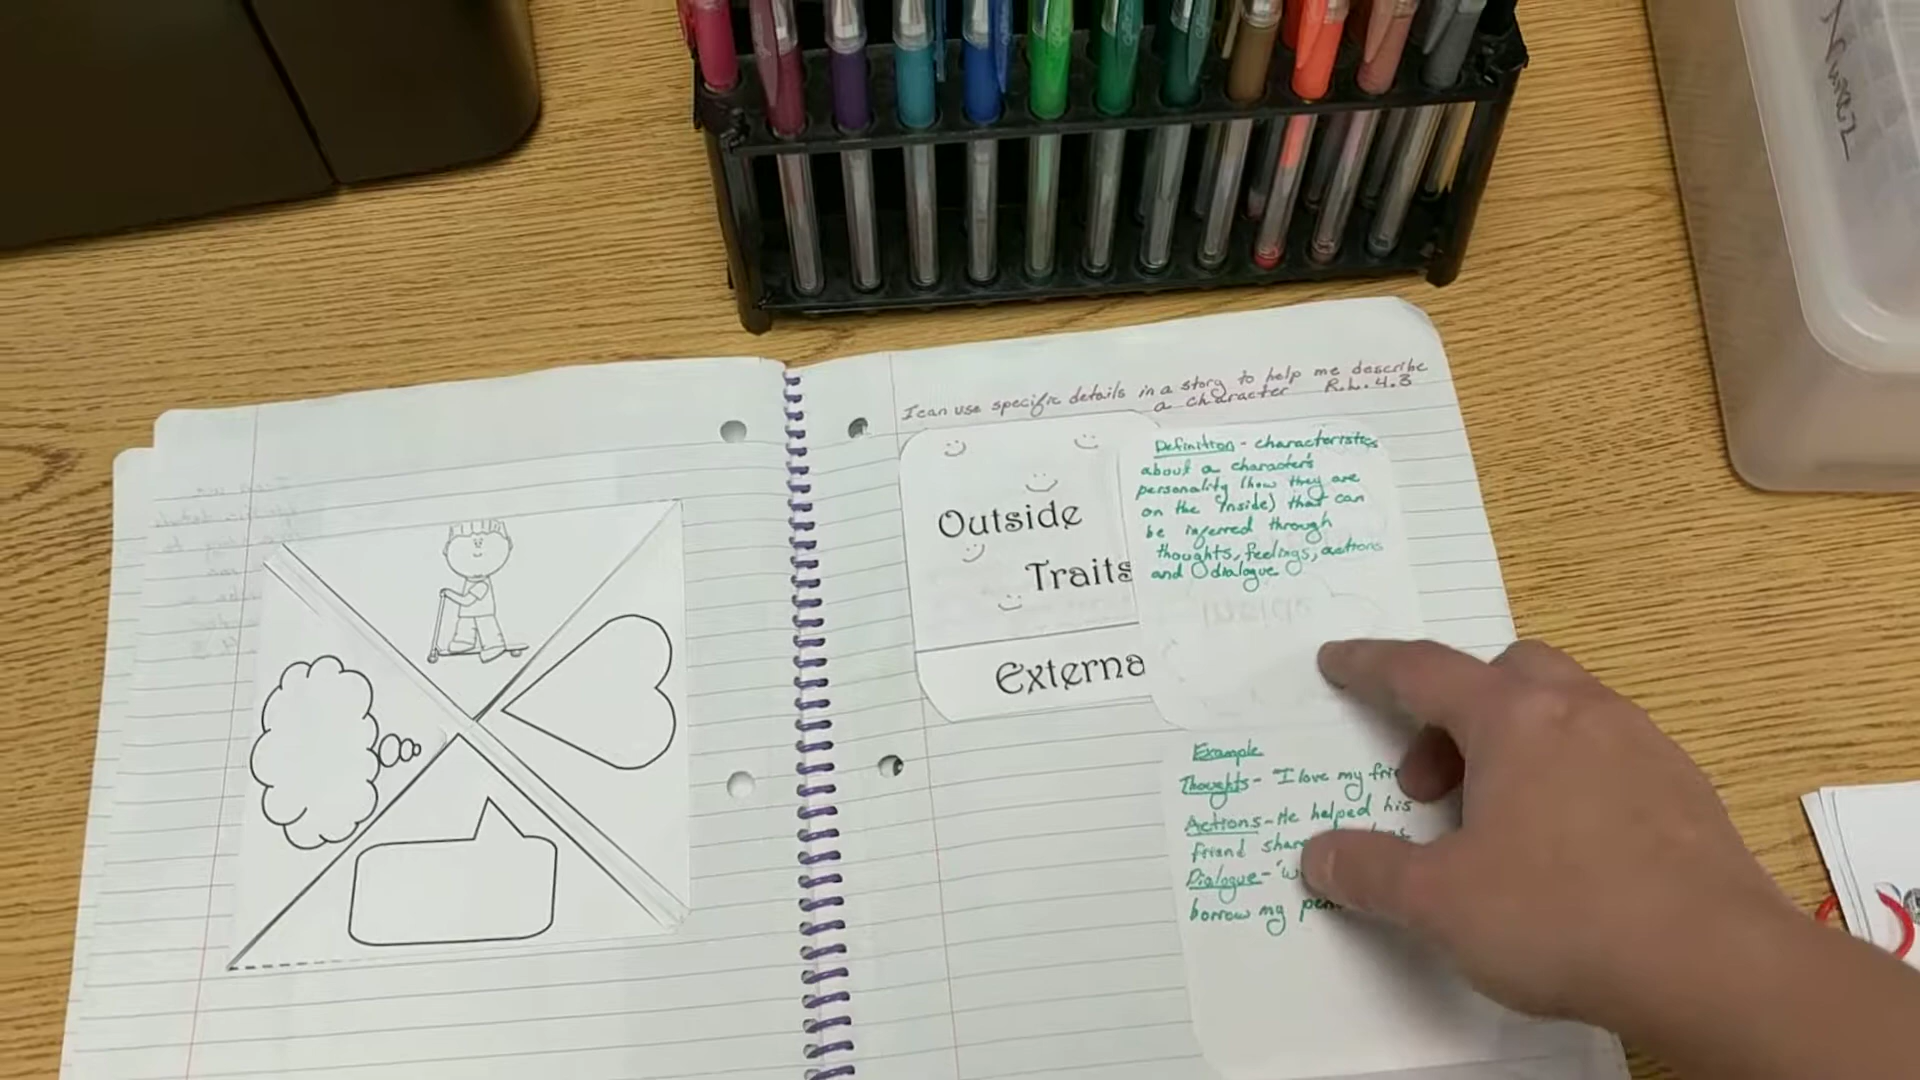 Nunez
I can use specific details in a story to help me describe
a character R.L.4.3
Outside
Traits
Externa
Definition - characteristics
about a character's
personality (how they are
on the inside) that can
be inferred through
thoughts, feelings, actions
and dialogue
Example
Thoughts - "I love my
Actions - He helped his
friend
Dialogue -
borrow my